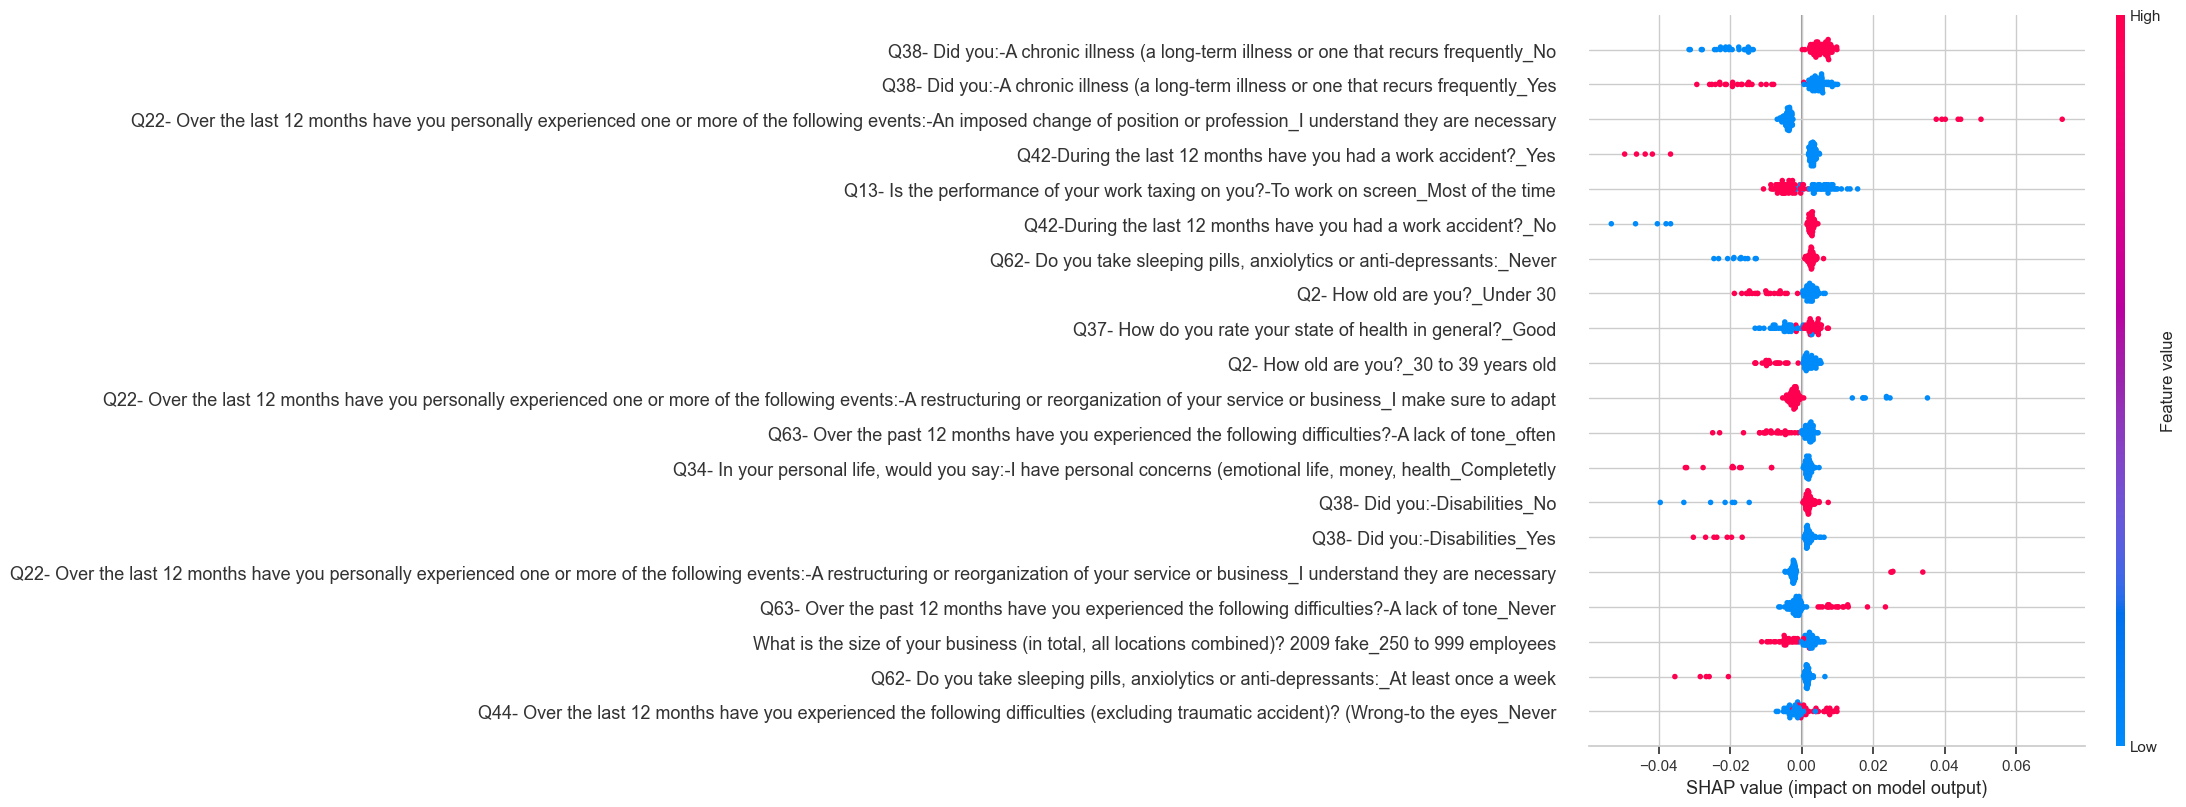 Q38- Did you:-A chronic illness (a long-term illness or one that recurs frequently_No
Q38- Did you:-A chronic illness (a long-term illness or one that recurs frequently_Yes
Q22- Over the last 12 months have you personally experienced one or more of the following events:-An imposed change of position or profession_I understand they are necessary
Q42-During the last 12 months have you had a work accident?_Yes
Q13- Is the performance of your work taxing on you?-To work on screen_Most of the time
Q42-During the last 12 months have you had a work accident?_No
Q62- Do you take sleeping pills, anxiolytics or anti-depressants:_Never
Q2- How old are you?_Under 30
Q37- How do you rate your state of health in general?_Good
Q2- How old are you?_30 to 39 years old
Q22- Over the last 12 months have you personally experienced one or more of the following events:-A restructuring or reorganization of your service or business_I make sure to adapt
Q63- Over the past 12 months have you experienced the following difficulties?-A lack of tone_often
Q34- In your personal life, would you say:-I have personal concerns (emotional life, money, health_Completetly
Q38- Did you:-Disabilities_No
Q38- Did you:-Disabilities_Yes
Q22- Over the last 12 months have you personally experienced one or more of the following events:-A restructuring or reorganization of your service or business_I understand they are necessary
Q63- Over the past 12 months have you experienced the following difficulties?-A lack of tone_Never
What is the size of your business (in total, all locations combined)? 2009 fake_250 to 999 employees
Q62- Do you take sleeping pills, anxiolytics or anti-depressants:_At least once a week
Q44- Over the last 12 months have you experienced the following difficulties (excluding traumatic accident)? (Wrong-to the eyes_Never
−0.04 −0.02 0.00 0.02 0.04 0.06
SHAP value (impact on model output)
High
Feature value
Low